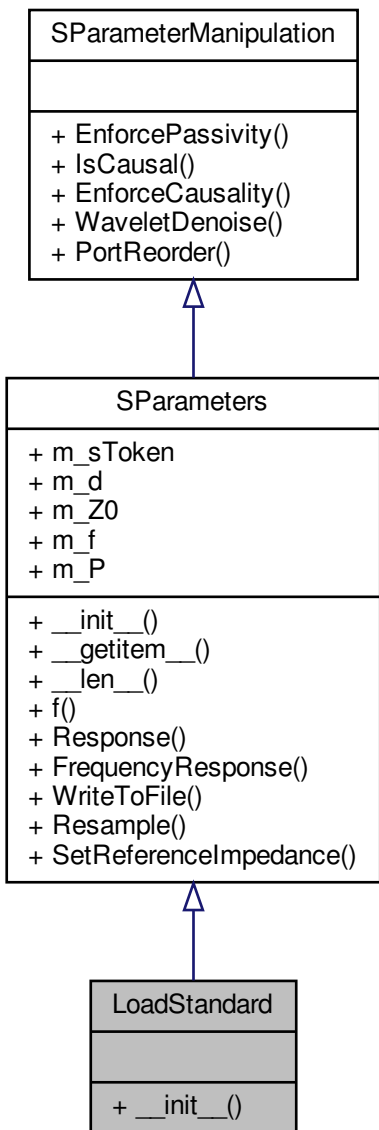 SParameterManipulation
+ EnforcePassivity()
+ IsCausal()
+ EnforceCausality()
+ WaveletDenoise()
+ PortReorder()
SParameters
+ m_sToken
+ m_d
+ m_Z0
+ m_f
+ m_P
+ __init__()
+ __getitem__()
+ __len__()
+ f()
+ Response()
+ FrequencyResponse()
+ WriteToFile()
+ Resample()
+ SetReferenceImpedance()
LoadStandard
+ __init__()